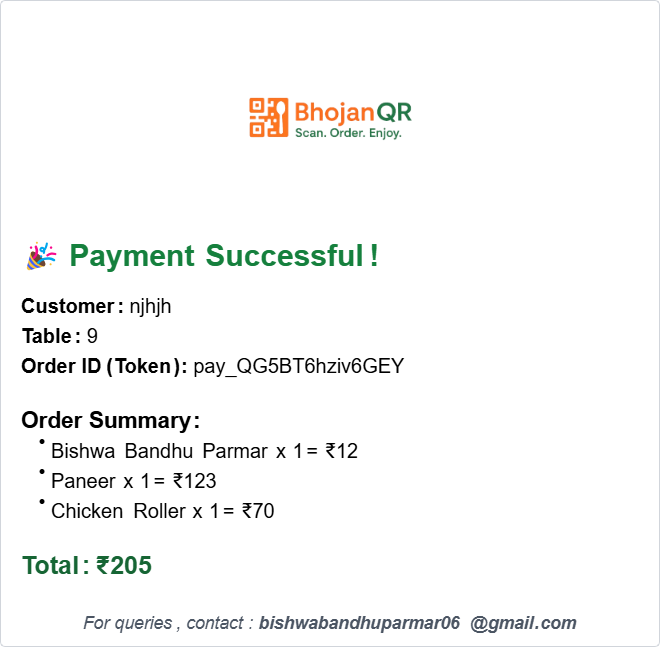 BhojanQR
Scan. Order. Enjoy.
🎉 Payment Successful!
Customer: njhjh
Table: 9
Order ID (Token): pay_QG5BT6hziv6GEY
Order Summary:
• Bishwa Bandhu Parmar x 1 = ₹12
• Paneer x 1 = ₹123
• Chicken Roller x 1 = ₹70
Total: ₹205
For queries, contact : bishwabandhuparmar06 @gmail.com